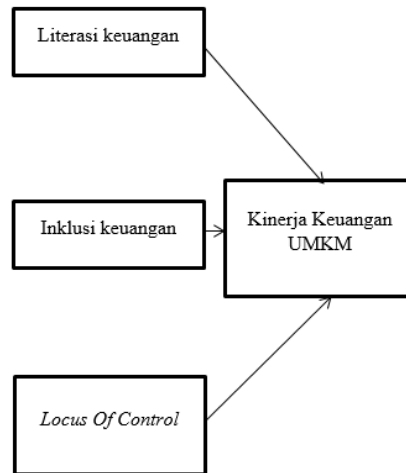 Literasi keuangan
Inklusi keuangan
Kinerja Keuangan
UMKM
Locus Of Control